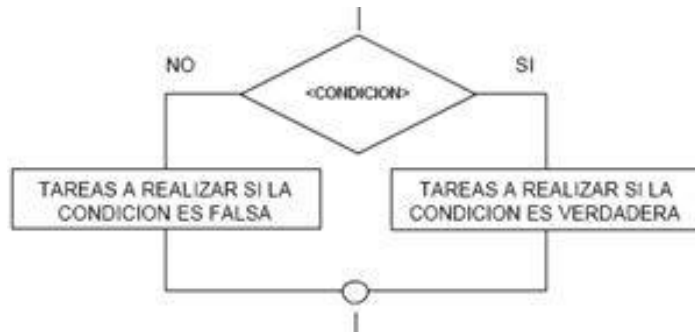 NO
SI
<CONDICION>
TAREAS A REALIZAR SI LA
CONDICION ES FALSA
TAREAS A REALIZAR SI LA
CONDICION ES VERDADERA